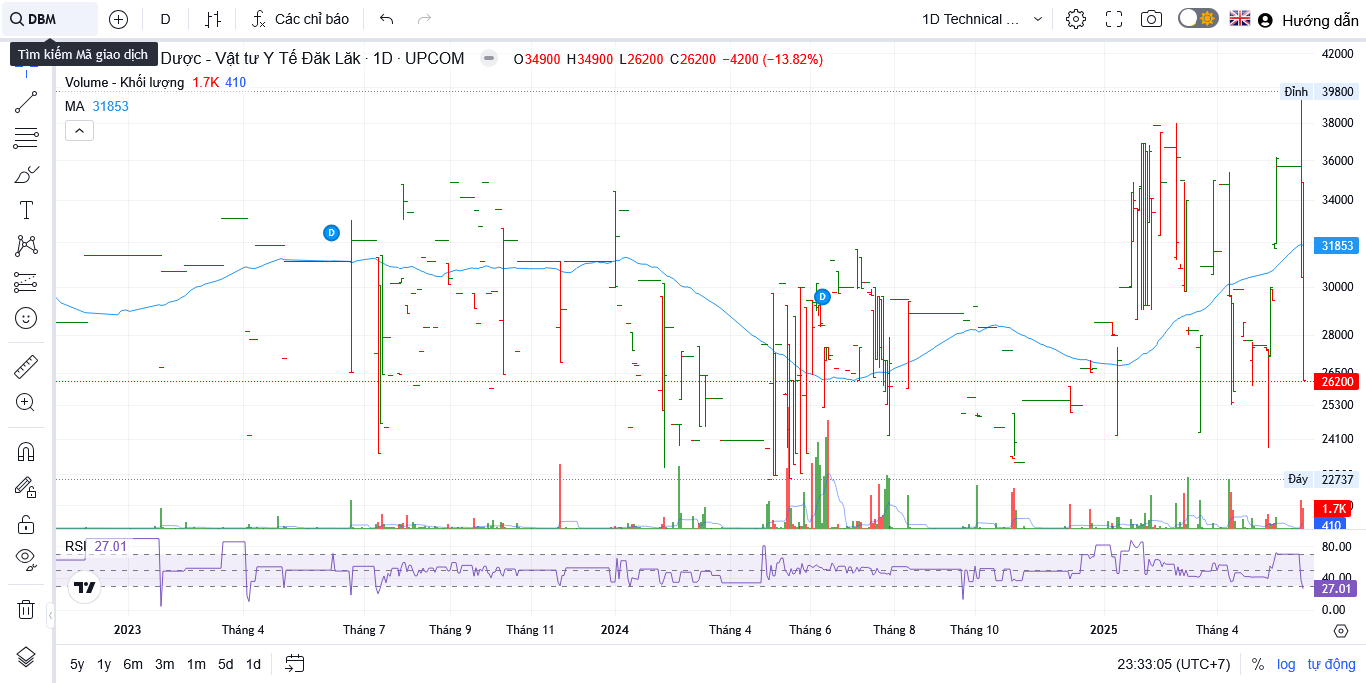 DBM
D
Các chỉ báo
1D Technical ...
Hướng dẫn
Tìm kiếm Mã giao dịch
Dược - Vật tư Y Tế Đăk Lăk · 1D · UPCOM
O34900 H34900 L26200 C26200 −4200 (−13.82%)
Volume - Khối lượng 1.7K 410
MA 31853
42000
Đỉnh 39800
38000
36000
34000
31853
30000
28000
26200
25300
24100
Đáy 22737
1.7K
410
D
D
RSI 27.01
80.00
40.00
27.01
0.00
2023
Tháng 4
Tháng 7
Tháng 9
Tháng 11
2024
Tháng 4
Tháng 6
Tháng 8
Tháng 10
2025
Tháng 4
5y 1y 6m 3m 1m 5d 1d
23:33:05 (UTC+7)
% log tự động